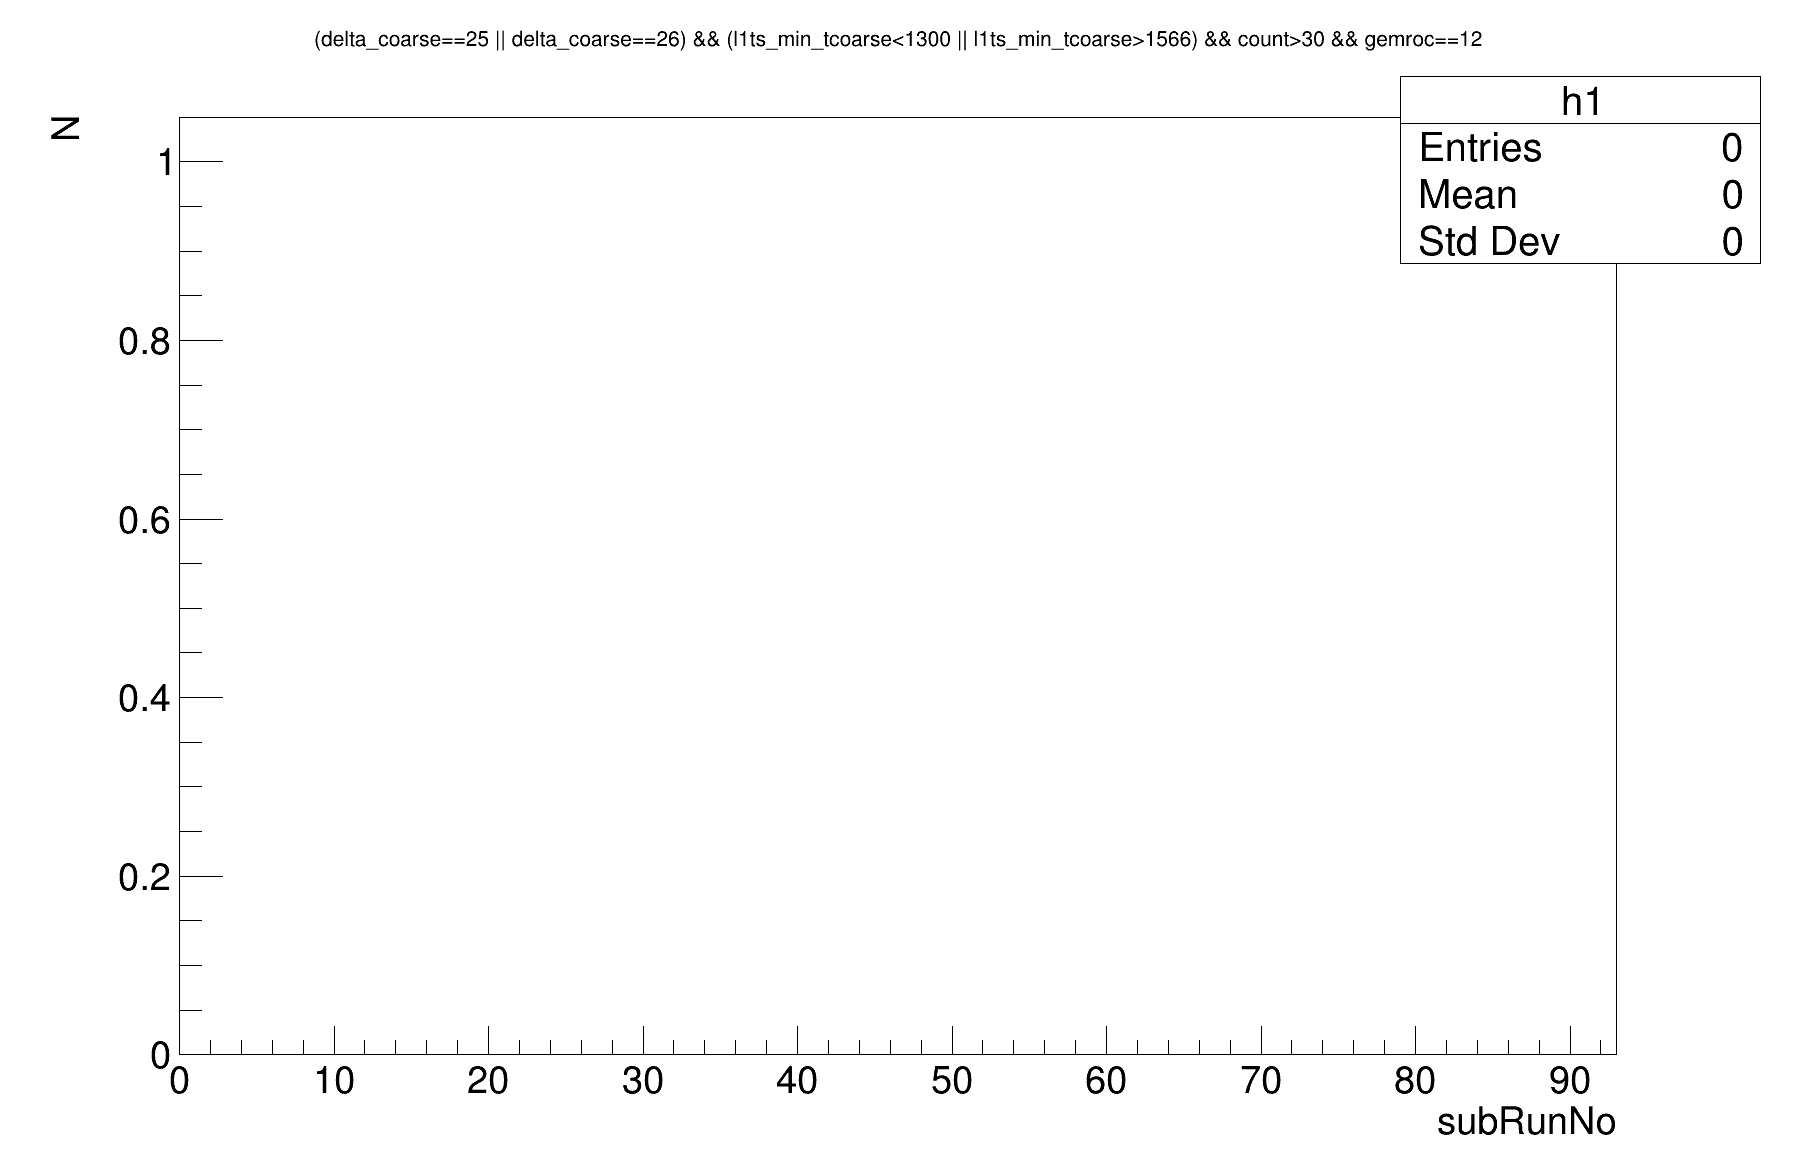 (delta_coarse==25 || delta_coarse==26) && (l1ts_min_tcoarse<1300 || l1ts_min_tcoarse>1566) && count>30 && gemroc==12
h1
Entries 0
Mean 0
Std Dev 0
N
1
0.8
0.6
0.4
0.2
0
0 10 20 30 40 50 60 70 80 90
subRunNo